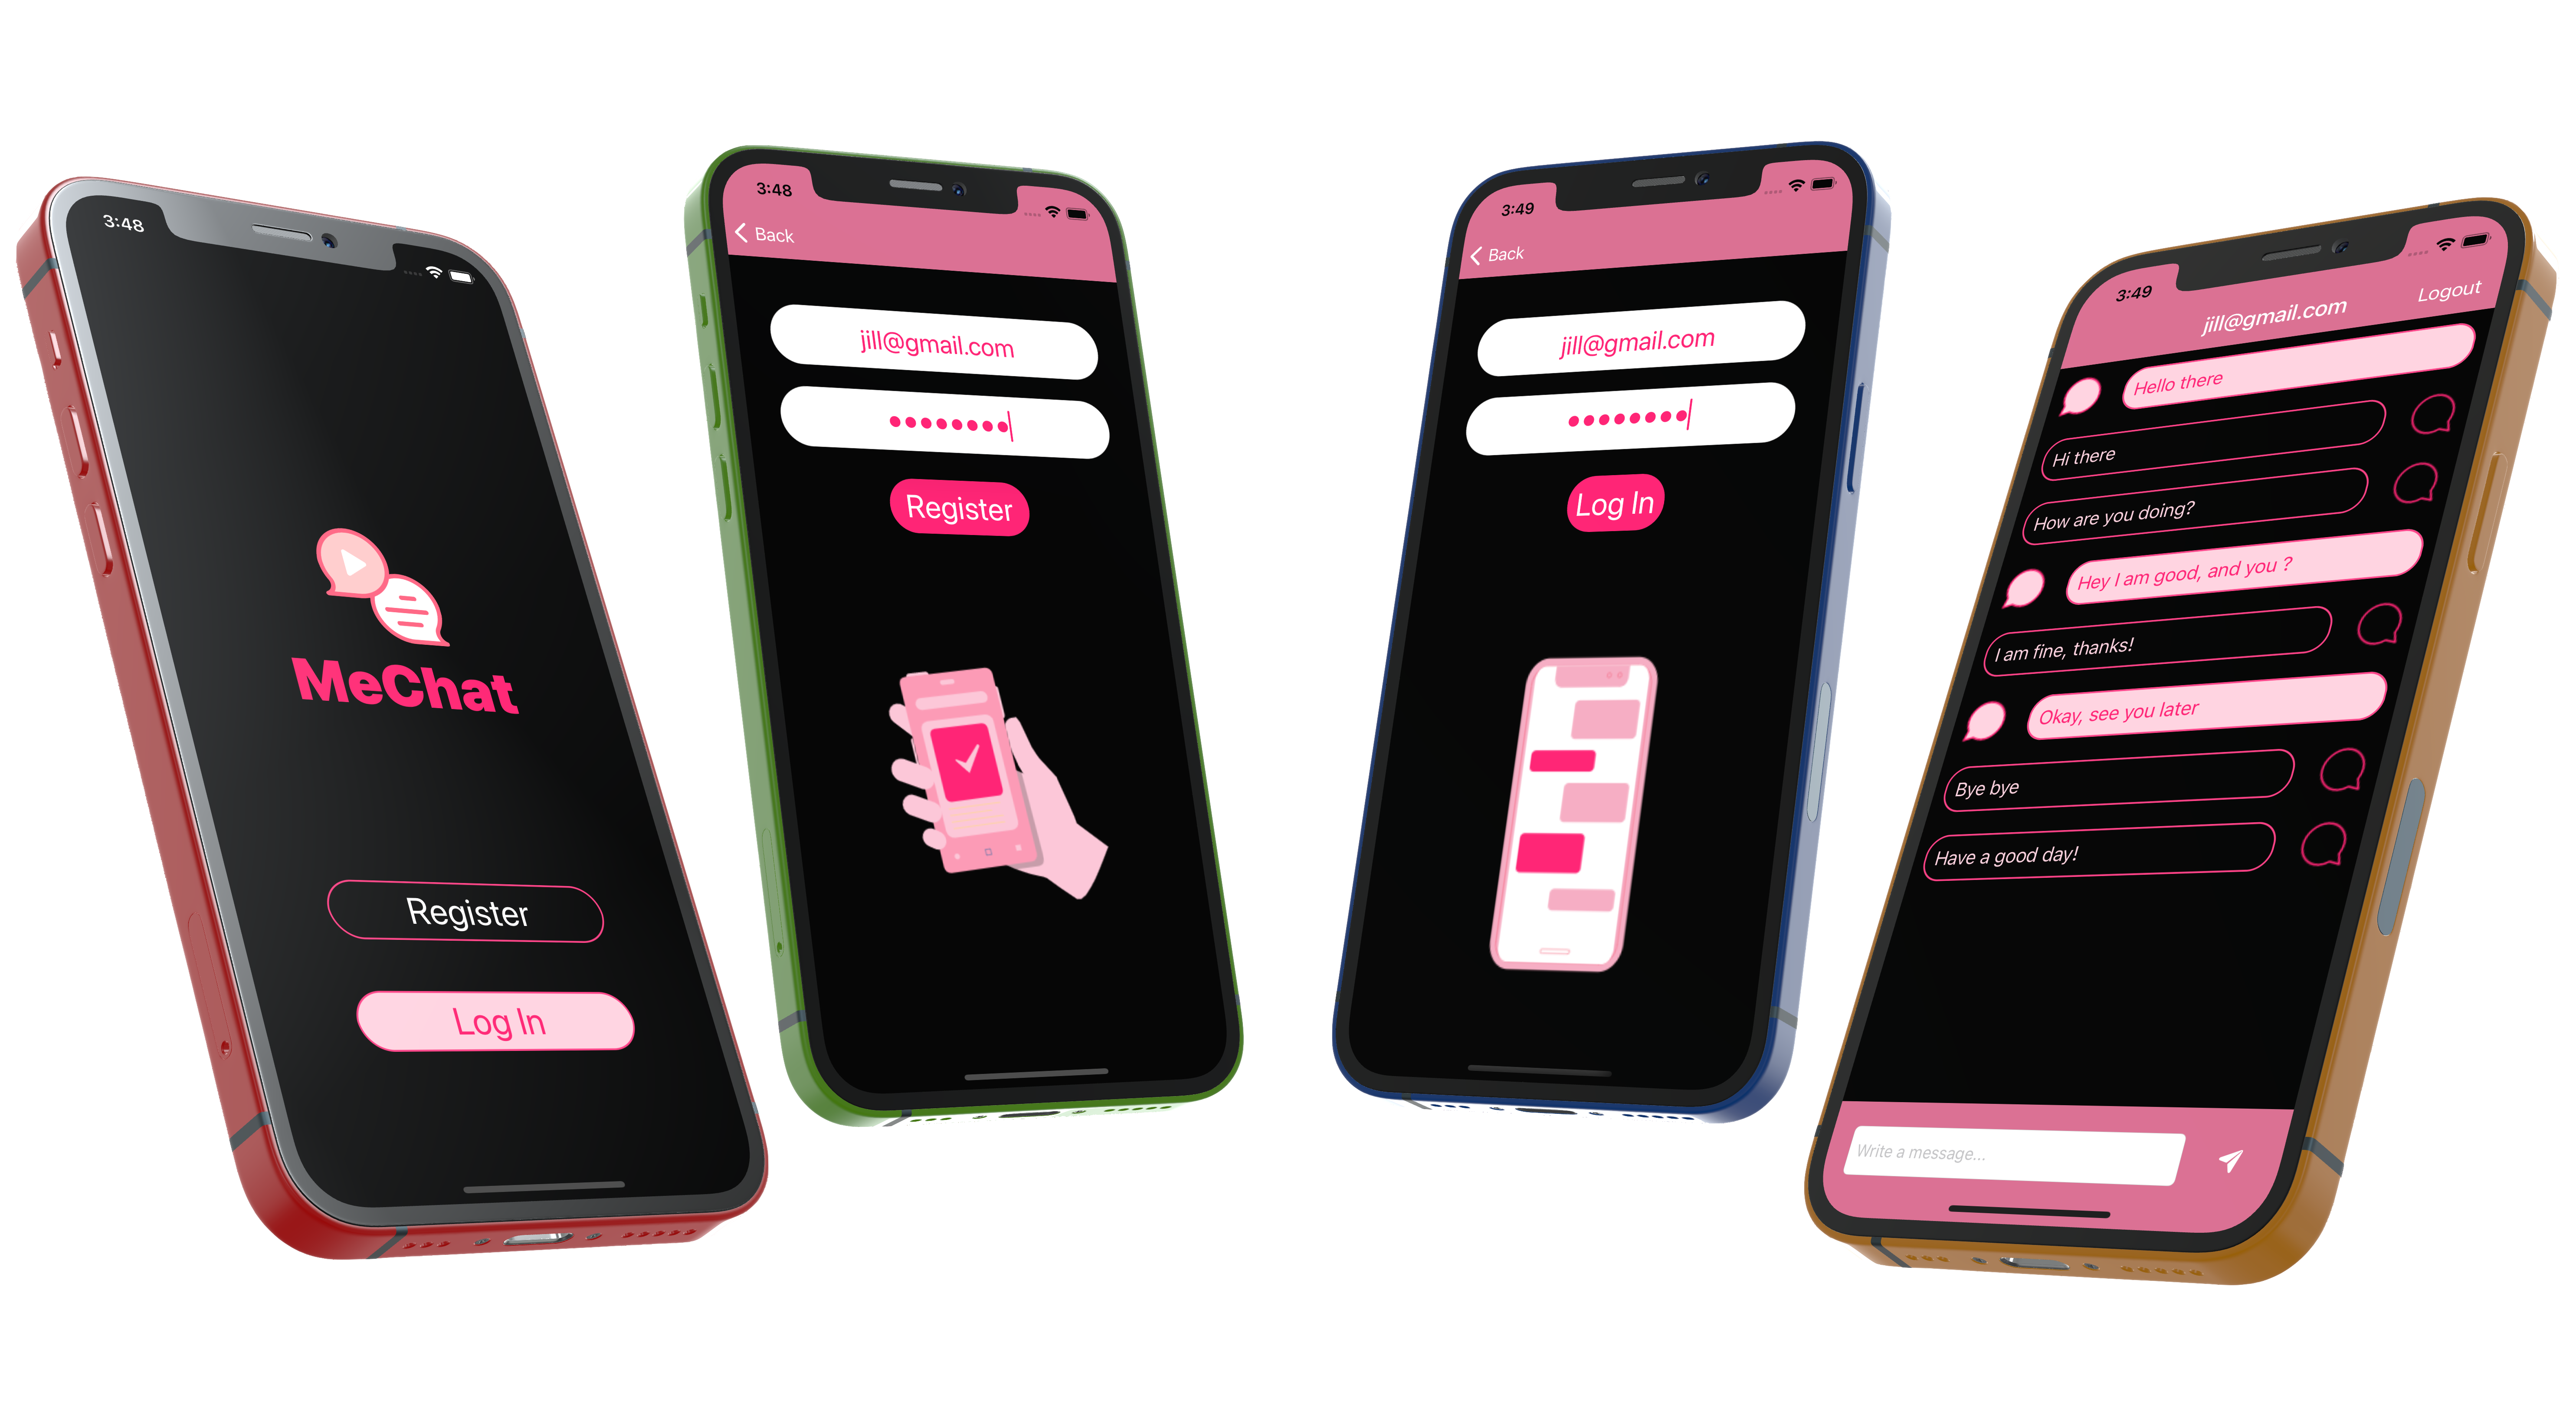 3:48
MeChat
Register
Log In
3:48
Back
jill@gmail.com
Register
3:49
Back
jill@gmail.com
Log In
3:49
jill@gmail.com
Logout
Hello there
Hi there
How are you doing?
Hey I am good, and you ?
I am fine, thanks!
Okay, see you later
Bye bye
Have a good day!
Write a message...